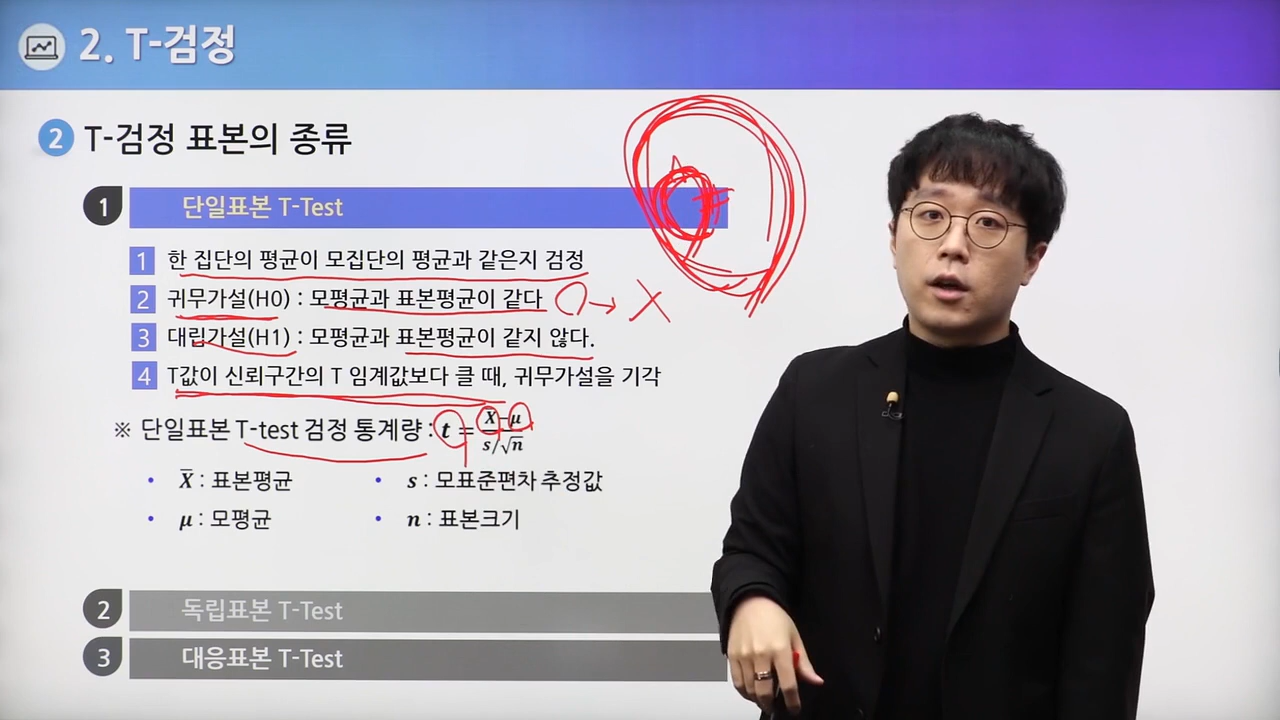 2. T-검정
2 T-검정 표본의 종류
1 단일표본 T-Test
1 한 집단의 평균이 모집단의 평균과 같은지 검정
2 귀무가설(H0) : 모평균과 표본평균이 같다 O→X
3 대립가설(H1) : 모평균과 표본평균이 같지 않다.
4 T값이 신뢰구간의 T 임계값보다 클 때, 귀무가설을 기각
※ 단일표본 T-test 검정 통계량 : t = X̄-μ / s/√n
• X̄ : 표본평균 • s : 모표준편차 추정값
• μ : 모평균 • n : 표본크기
2 독립표본 T-Test
3 대응표본 T-Test